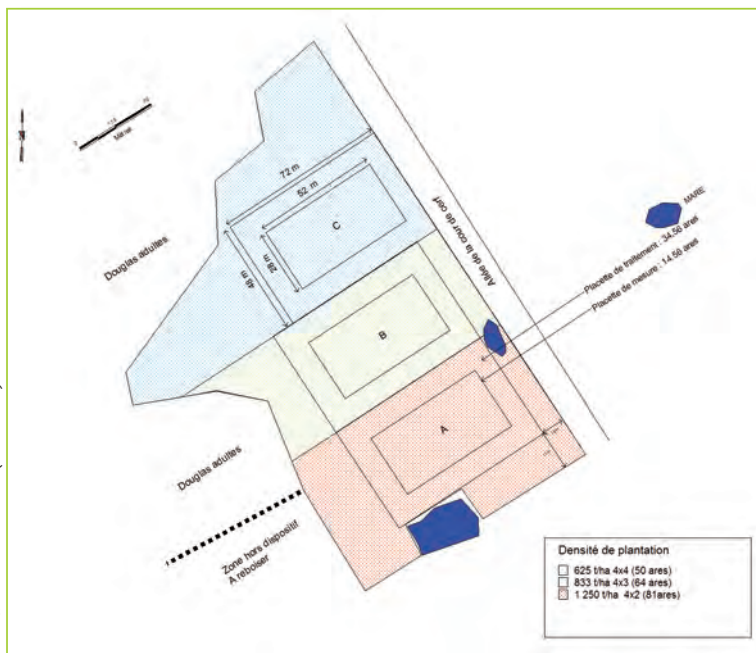 72 m
52 m
C
48 m
28 m
Douglas adultes
Allée de la cour de cerf
MARE
Placette de traitement : 34,56 ares
Placette de mesure : 14,56 ares
B
A
Douglas adultes
Zone hors dispositif
A reboiser
Densité de plantation
625 t/ha 4x4 (50 ares)
833 t/ha 4x3 (64 ares)
1 250 t/ha 4x2 (81ares)